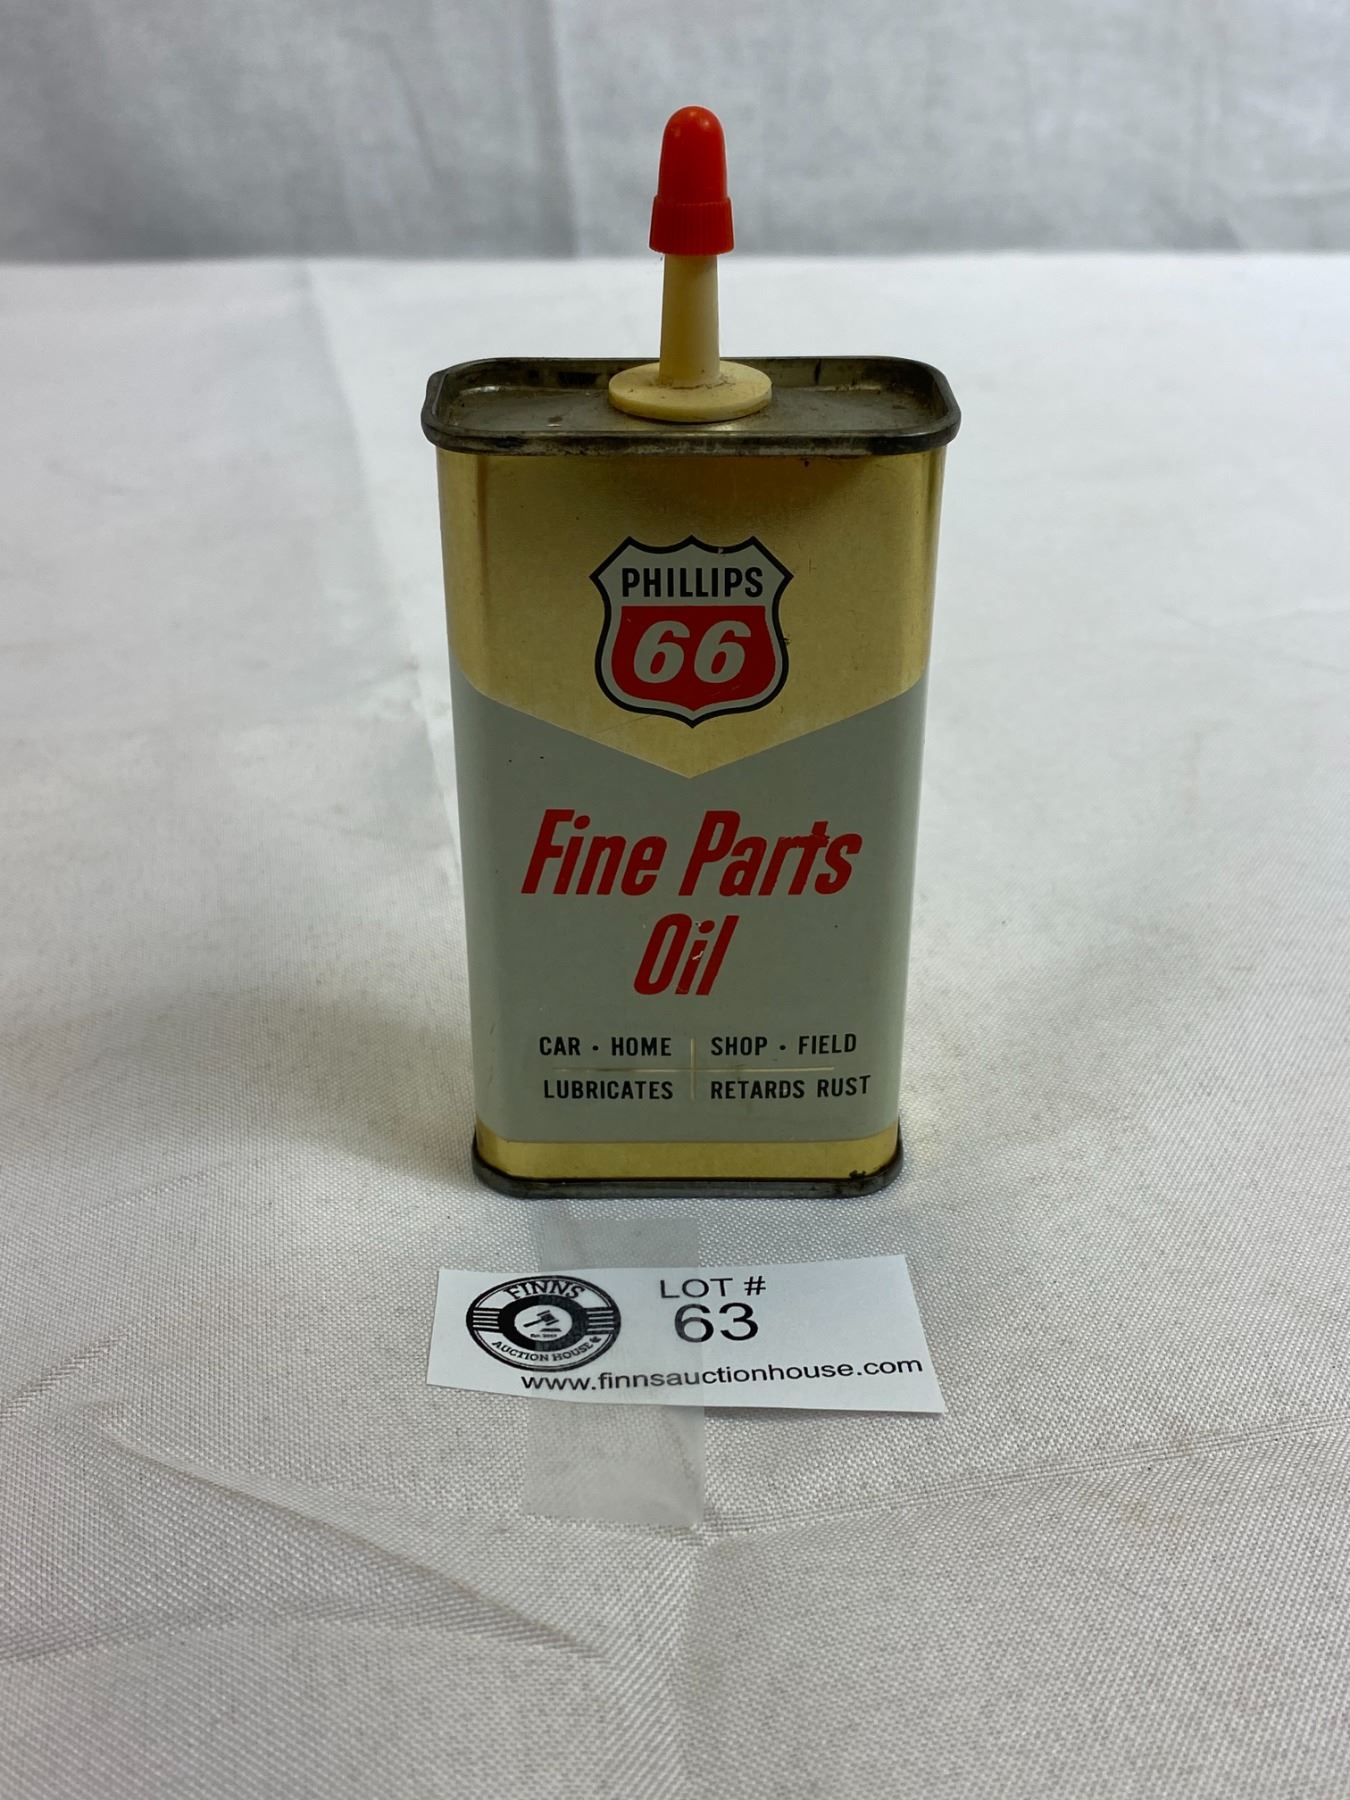 PHILLIPS
66
Fine Parts
Oil
CAR · HOME SHOP · FIELD
LUBRICATES RETARDS RUST
FINNS
AUCTION HOUSE
LOT #
63
www.finnsauctionhouse.com